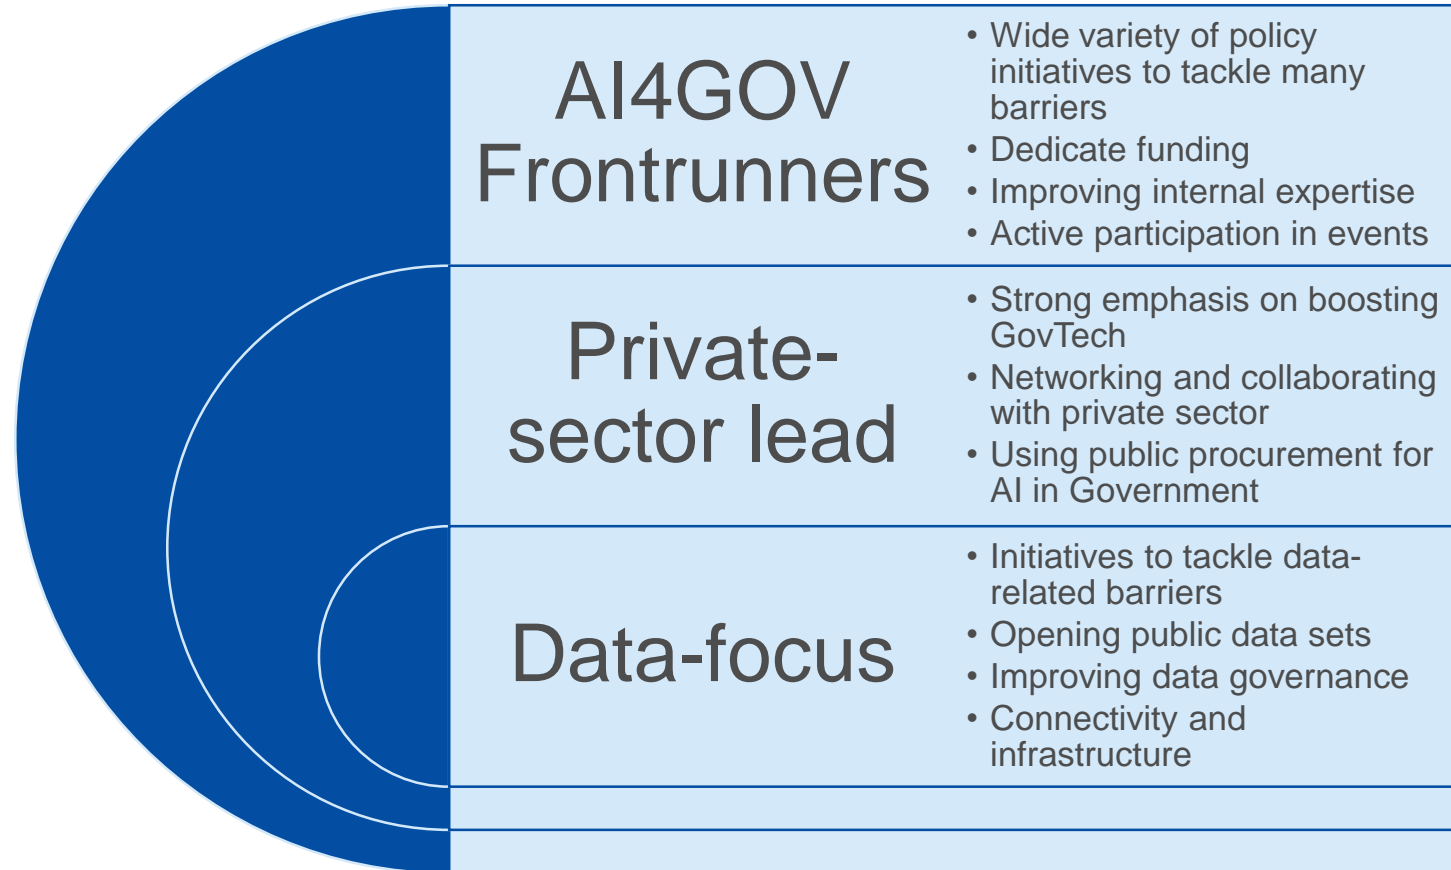 AI4GOV
Frontrunners
• Wide variety of policy
initiatives to tackle many
barriers
• Dedicate funding
• Improving internal expertise
• Active participation in events
Private-
sector lead
• Strong emphasis on boosting
GovTech
• Networking and collaborating
with private sector
• Using public procurement for
AI in Government
Data-focus
• Initiatives to tackle data-
related barriers
• Opening public data sets
• Improving data governance
• Connectivity and
infrastructure